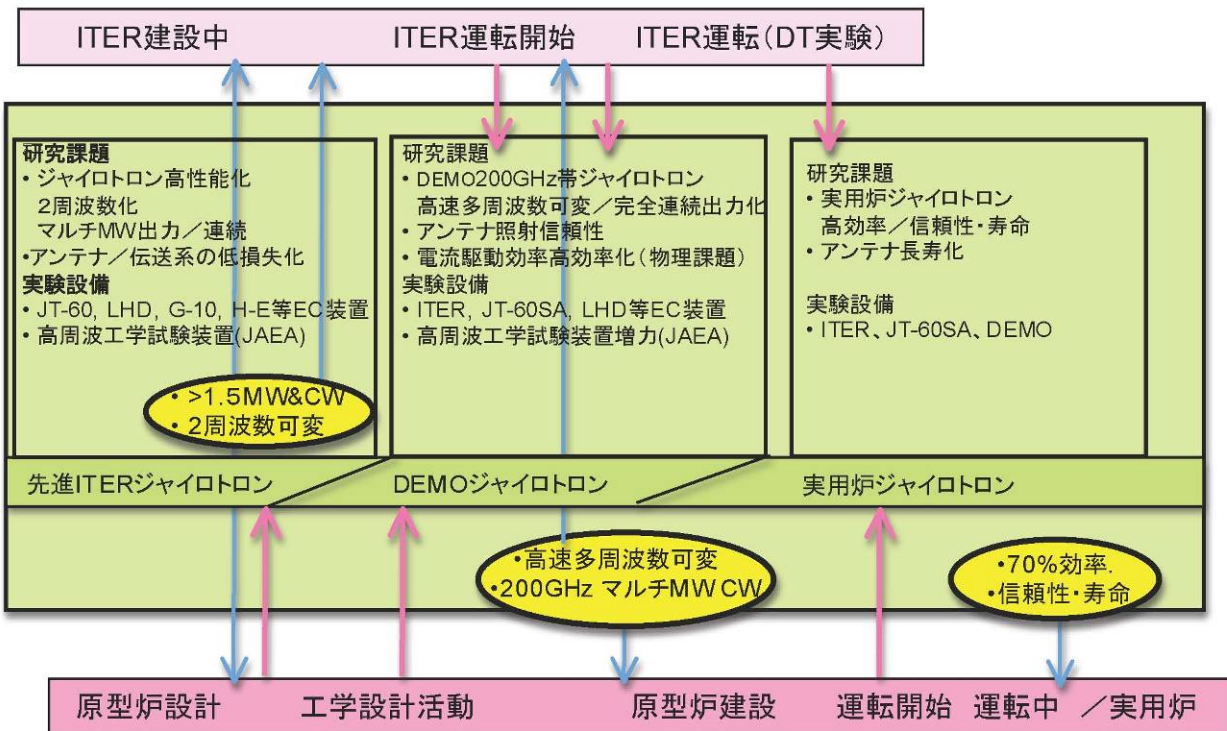 ITER建設中
ITER運転開始
ITER運転(DT実験)
研究課題
・ジャイロトロン高性能化
2周波数化
マルチMW出力/連続
・アンテナ/伝送系の低損失化
実験設備
・JT-60, LHD, G-10, H-E等EC装置
・高周波工学試験装置(JAEA)
・>1.5MW&CW
・2周波数可変
研究課題
・DEMO200GHz帯ジャイロトロン
高速多周波数可変/完全連続出力化
・アンテナ照射信頼性
・電流駆動効率高効率化(物理課題)
実験設備
・ITER, JT-60SA, LHD等EC装置
・高周波工学試験装置増力(JAEA)
研究課題
・実用炉ジャイロトロン
高効率/信頼性・寿命
・アンテナ長寿化
実験設備
・ITER、JT-60SA、DEMO
先進ITERジャイロトロン
DEMOジャイロトロン
実用炉ジャイロトロン
・高速多周波数可変
・200GHz マルチMW CW
・70%効率.
・信頼性・寿命
原型炉設計
工学設計活動
原型炉建設
運転開始
運転中 /実用炉